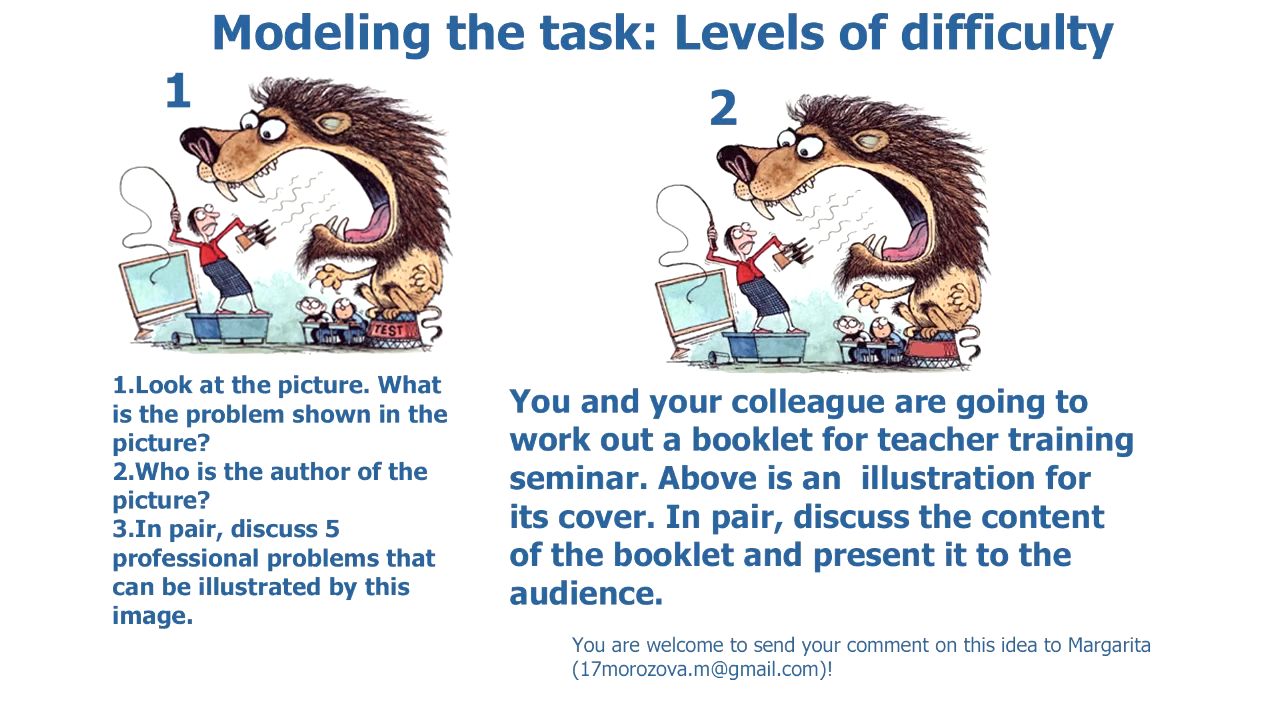 Modeling the task: Levels of difficulty
1
2
TEST
1.Look at the picture. What
is the problem shown in the
picture?
2.Who is the author of the
picture?
3.In pair, discuss 5
professional problems that
can be illustrated by this
image.
You and your colleague are going to
work out a booklet for teacher training
seminar. Above is an  illustration for
its cover. In pair, discuss the content
of the booklet and present it to the
audience.
You are welcome to send your comment on this idea to Margarita
(17morozova.m@gmail.com)!